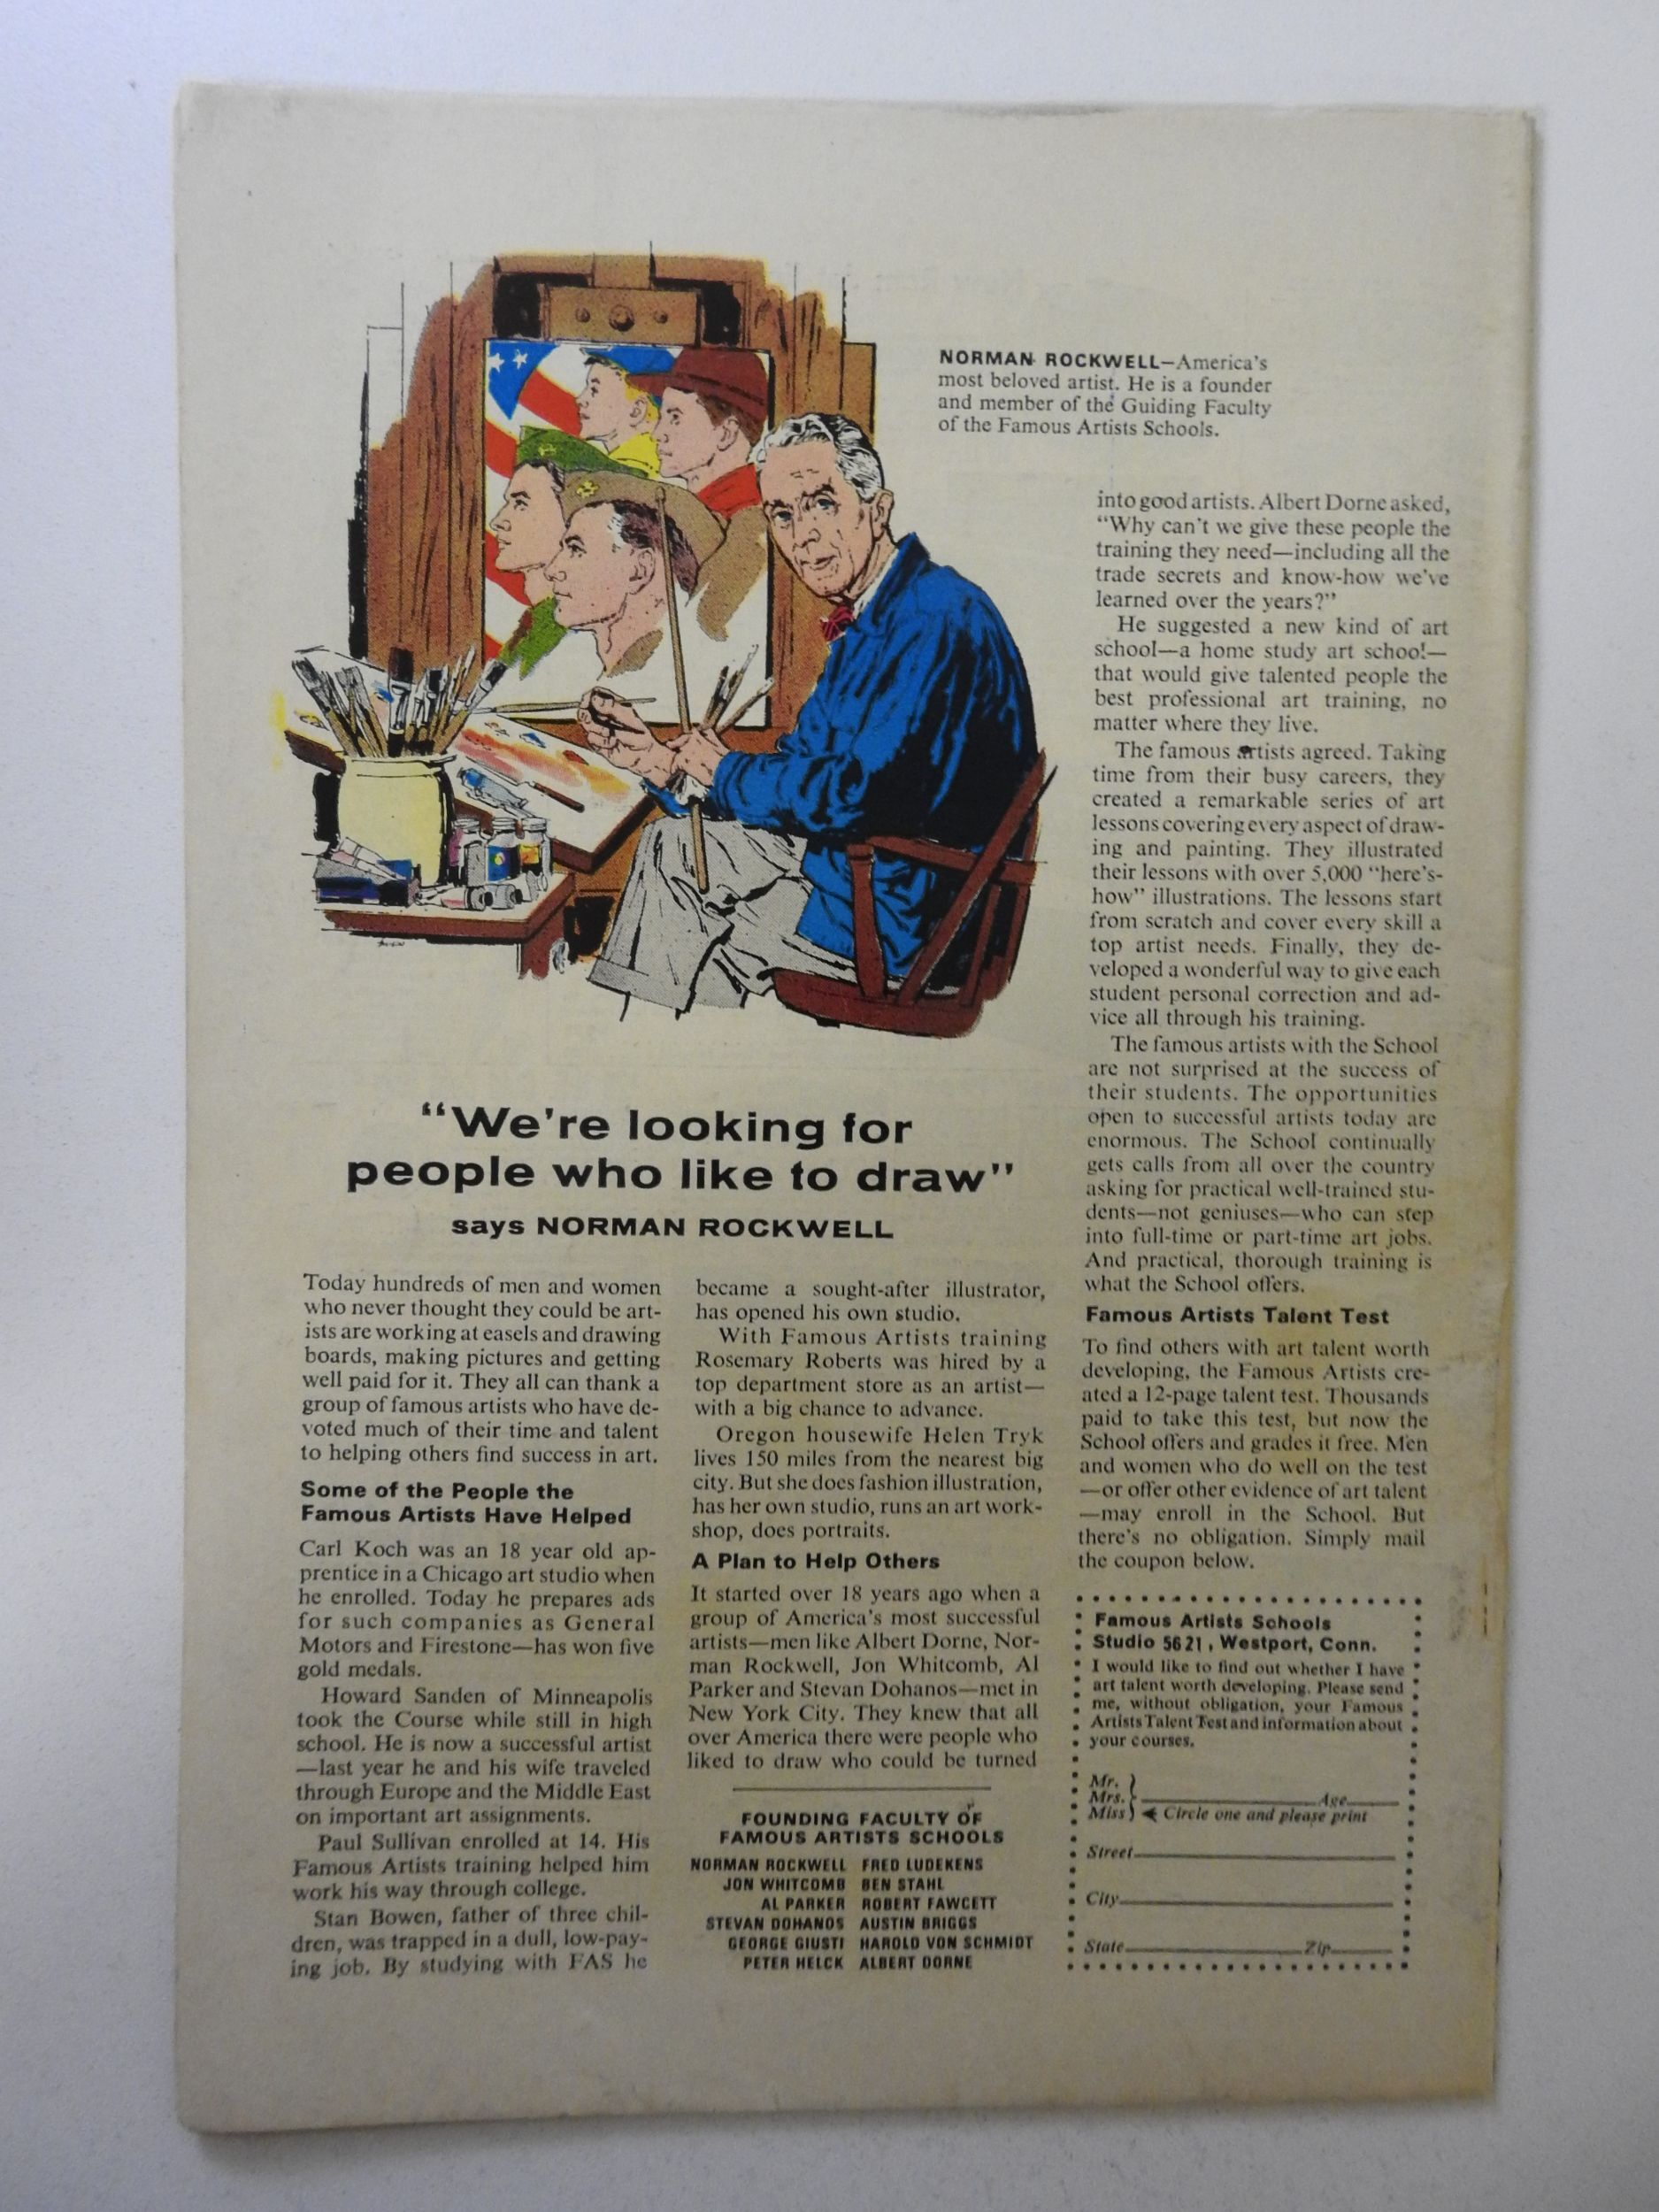 NORMAN ROCKWELL—America's
most beloved artist. He is a founder
and member of the Guiding Faculty
of the Famous Artists Schools.
"We're looking for
people who like to draw"
says NORMAN ROCKWELL
Today hundreds of men and women
who never thought they could be art-
ists are working at easels and drawing
boards, making pictures and getting
well paid for it. They all can thank a
group of famous artists who have de-
voted much of their time and talent
to helping others find success in art.
Some of the People the
Famous Artists Have Helped
Carl Koch was an 18 year old ap-
prentice in a Chicago art studio when
he enrolled. Today he prepares ads
for such companies as General
Motors and Firestone—has won five
gold medals.
Howard Sanden of Minneapolis
took the Course while still in high
school. He is now a successful artist
—last year he and his wife traveled
through Europe and the Middle East
on important art assignments.
Paul Sullivan enrolled at 14. His
Famous Artists training helped him
work his way through college.
Stan Bowen, father of three chil-
dren, was trapped in a dull, low-pay-
ing job. By studying with FAS he
became a sought-after illustrator,
has opened his own studio.
With Famous Artists training
Rosemary Roberts was hired by a
top department store as an artist—
with a big chance to advance.
Oregon housewife Helen Tryk
lives 150 miles from the nearest big
city. But she does fashion illustration,
has her own studio, runs an art work-
shop, does portraits.
A Plan to Help Others
It started over 18 years ago when a
group of America's most successful
artists—men like Albert Dorne, Nor-
man Rockwell, Jon Whitcomb, Al
Parker and Stevan Dohanos—met in
New York City. They knew that all
over America there were people who
liked to draw who could be turned
FOUNDING FACULTY OF
FAMOUS ARTISTS SCHOOLS
NORMAN ROCKWELL FRED LUDEKENS
JON WHITCOMB BEN STAHL
AL PARKER ROBERT FAWCETT
STEVAN DOHANOS AUSTIN BRIGGS
GEORGE GIUSTI HAROLD VON SCHMIDT
PETER HELCK ALBERT DORNE
into good artists. Albert Dorne asked,
"Why can't we give these people the
training they need—including all the
trade secrets and know-how we've
learned over the years?"
He suggested a new kind of art
school—a home study art school—
that would give talented people the
best professional art training, no
matter where they live.
The famous artists agreed. Taking
time from their busy careers, they
created a remarkable series of art
lessons covering every aspect of draw-
ing and painting. They illustrated
their lessons with over 5,000 "here's-
how" illustrations. The lessons start
from scratch and cover every skill a
top artist needs. Finally, they de-
veloped a wonderful way to give each
student personal correction and ad-
vice all through his training.
The famous artists with the School
are not surprised at the success of
their students. The opportunities
open to successful artists today are
enormous. The School continually
gets calls from all over the country
asking for practical well-trained stu-
dents—not geniuses—who can step
into full-time or part-time art jobs.
And practical, thorough training is
what the School offers.
Famous Artists Talent Test
To find others with art talent worth
developing, the Famous Artists cre-
ated a 12-page talent test. Thousands
paid to take this test, but now the
School offers and grades it free. Men
and women who do well on the test
—or offer other evidence of art talent
—may enroll in the School. But
there's no obligation. Simply mail
the coupon below.
Famous Artists Schools
Studio 5621, Westport, Conn.
I would like to find out whether I have
art talent worth developing. Please send
me, without obligation, your Famous
Artists Talent Test and information about
your courses.
Mr.
Mrs. Age
Miss Circle one and please print
Street
City
State Zip